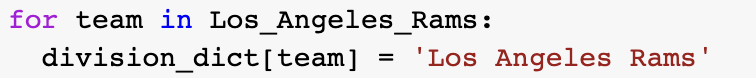 for team in Los_Angeles_Rams:
  division_dict[team] = 'Los Angeles Rams'